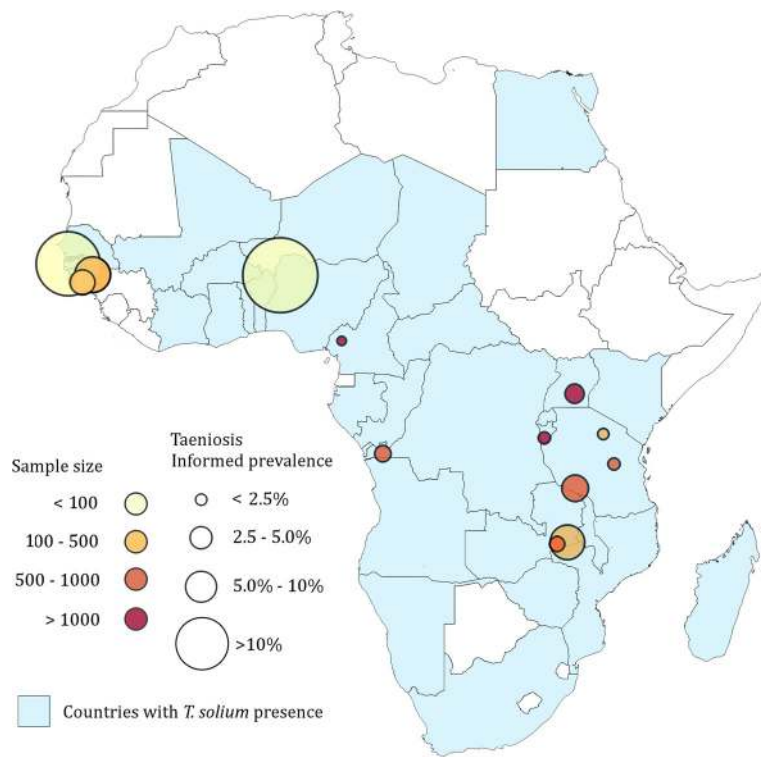 Sample size
< 100
100 - 500
500 - 1000
> 1000
Taeniosis
Informed prevalence
< 2.5%
2.5 - 5.0%
5.0% - 10%
>10%
Countries with T. solium presence